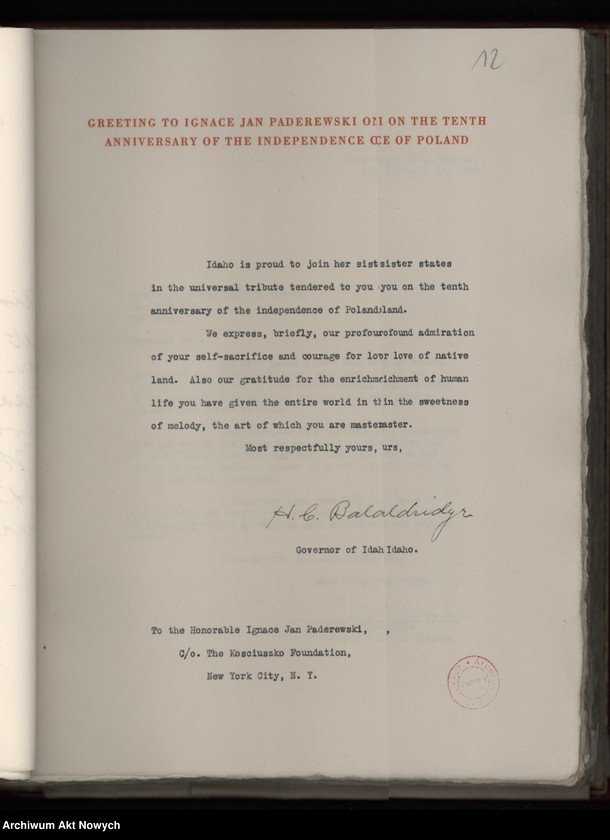 12
GREETING TO IGNACE JAN PADEREWSKI OI I ON THE TENTH
ANNIVERSARY OF THE INDEPENDENCE CE OF POLAND
Idaho is proud to join her sistsister states
in the universal tribute tendered to you you on the tenth
anniversary of the independence of Polandland.
We express, briefly, our profourofound admiration
of your self-sacrifice and courage for lovr love of native
land. Also our gratitude for the enrichmrichment of human
life you have given the entire world in tin the sweetness
of melody, the art of which you are mastemaster.
Most respectfully yours, urs,
H. C. Balaldridge
Governor of Idah Idaho.
To the Honorable Ignace Jan Paderewski, ,
C/o. The Kosciuszko Foundation,
New York City, N. Y.
Archiwum Akt Nowych